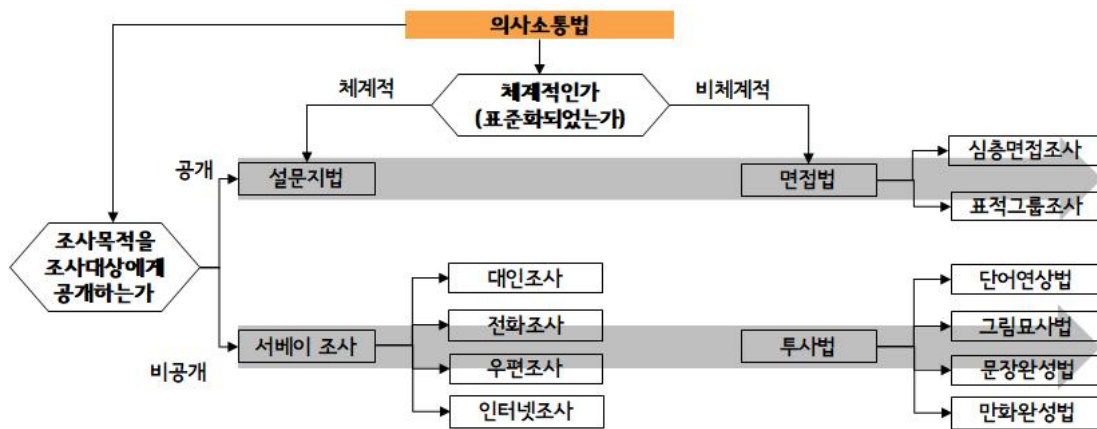 의사소통법
체계적
체계적인가
(표준화되었는가)
비체계적
공개
설문지법
면접법
심층면접조사
표적그룹조사
조사목적을
조사대상에게
공개하는가
비공개
서베이 조사
대인조사
전화조사
우편조사
인터넷조사
투사법
단어연상법
그림묘사법
문장완성법
만화완성법